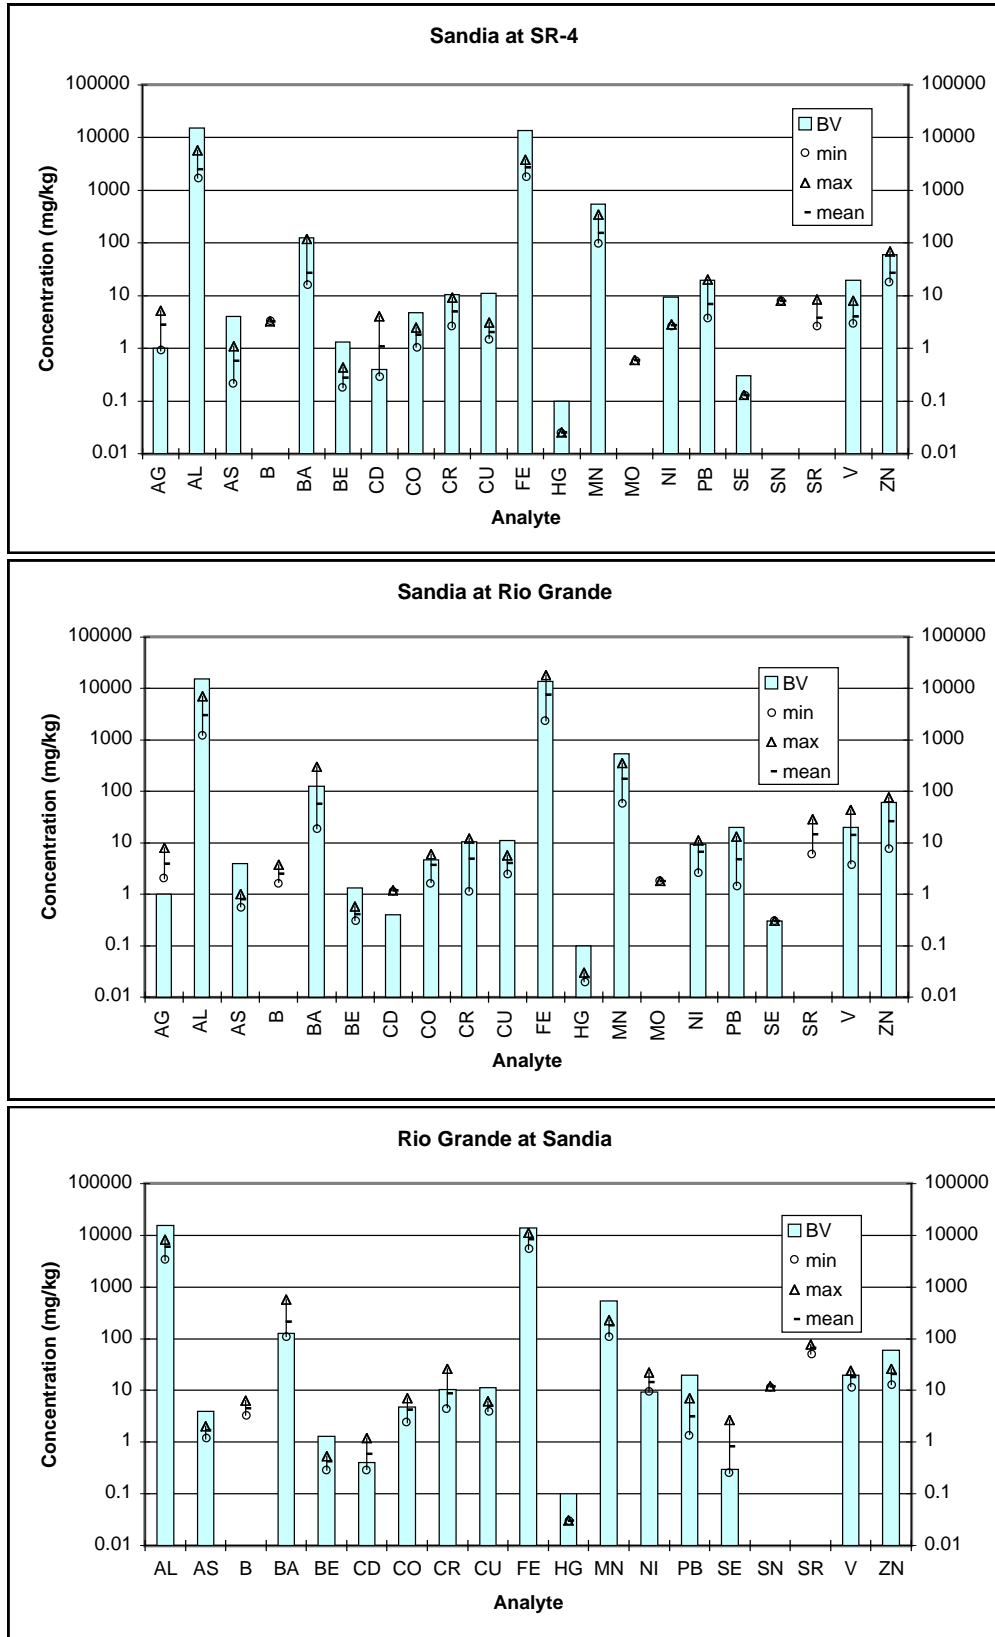 Sandia at SR-4
Concentration (mg/kg)
100000
10000
1000
100
10
1
0.1
0.01
100000
10000
1000
100
10
1
0.1
0.01
BV
min
max
mean
AG AL AS B BA BE CD CO CR CU FE HG MN MO NI PB SE SN SR V ZN
Analyte
Sandia at Rio Grande
Concentration (mg/kg)
100000
10000
1000
100
10
1
0.1
0.01
100000
10000
1000
100
10
1
0.1
0.01
BV
min
max
mean
AG AL AS B BA BE CD CO CR CU FE HG MN MO NI PB SE SR V ZN
Analyte
Rio Grande at Sandia
Concentration (mg/kg)
100000
10000
1000
100
10
1
0.1
0.01
100000
10000
1000
100
10
1
0.1
0.01
BV
min
max
mean
AL AS B BA BE CD CO CR CU FE HG MN NI PB SE SN SR V ZN
Analyte